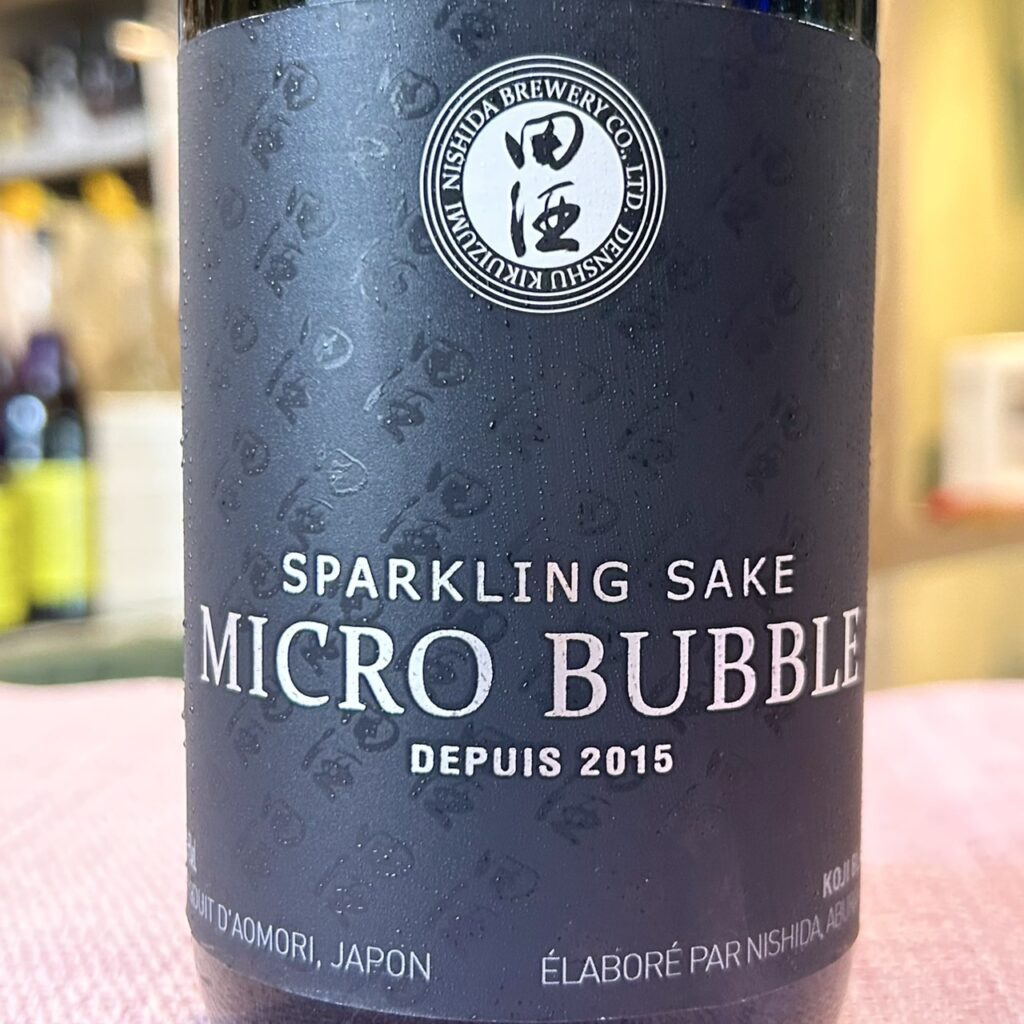 NISHIDA BREWERY CO., LTD. DENSHU KIKUIZUMI
田酒
SPARKLING SAKE
MICRO BUBBLE
DEPUIS 2015
KOJI
D'AOMORI, JAPON
ÉLABORÉ PAR NISHIDA,